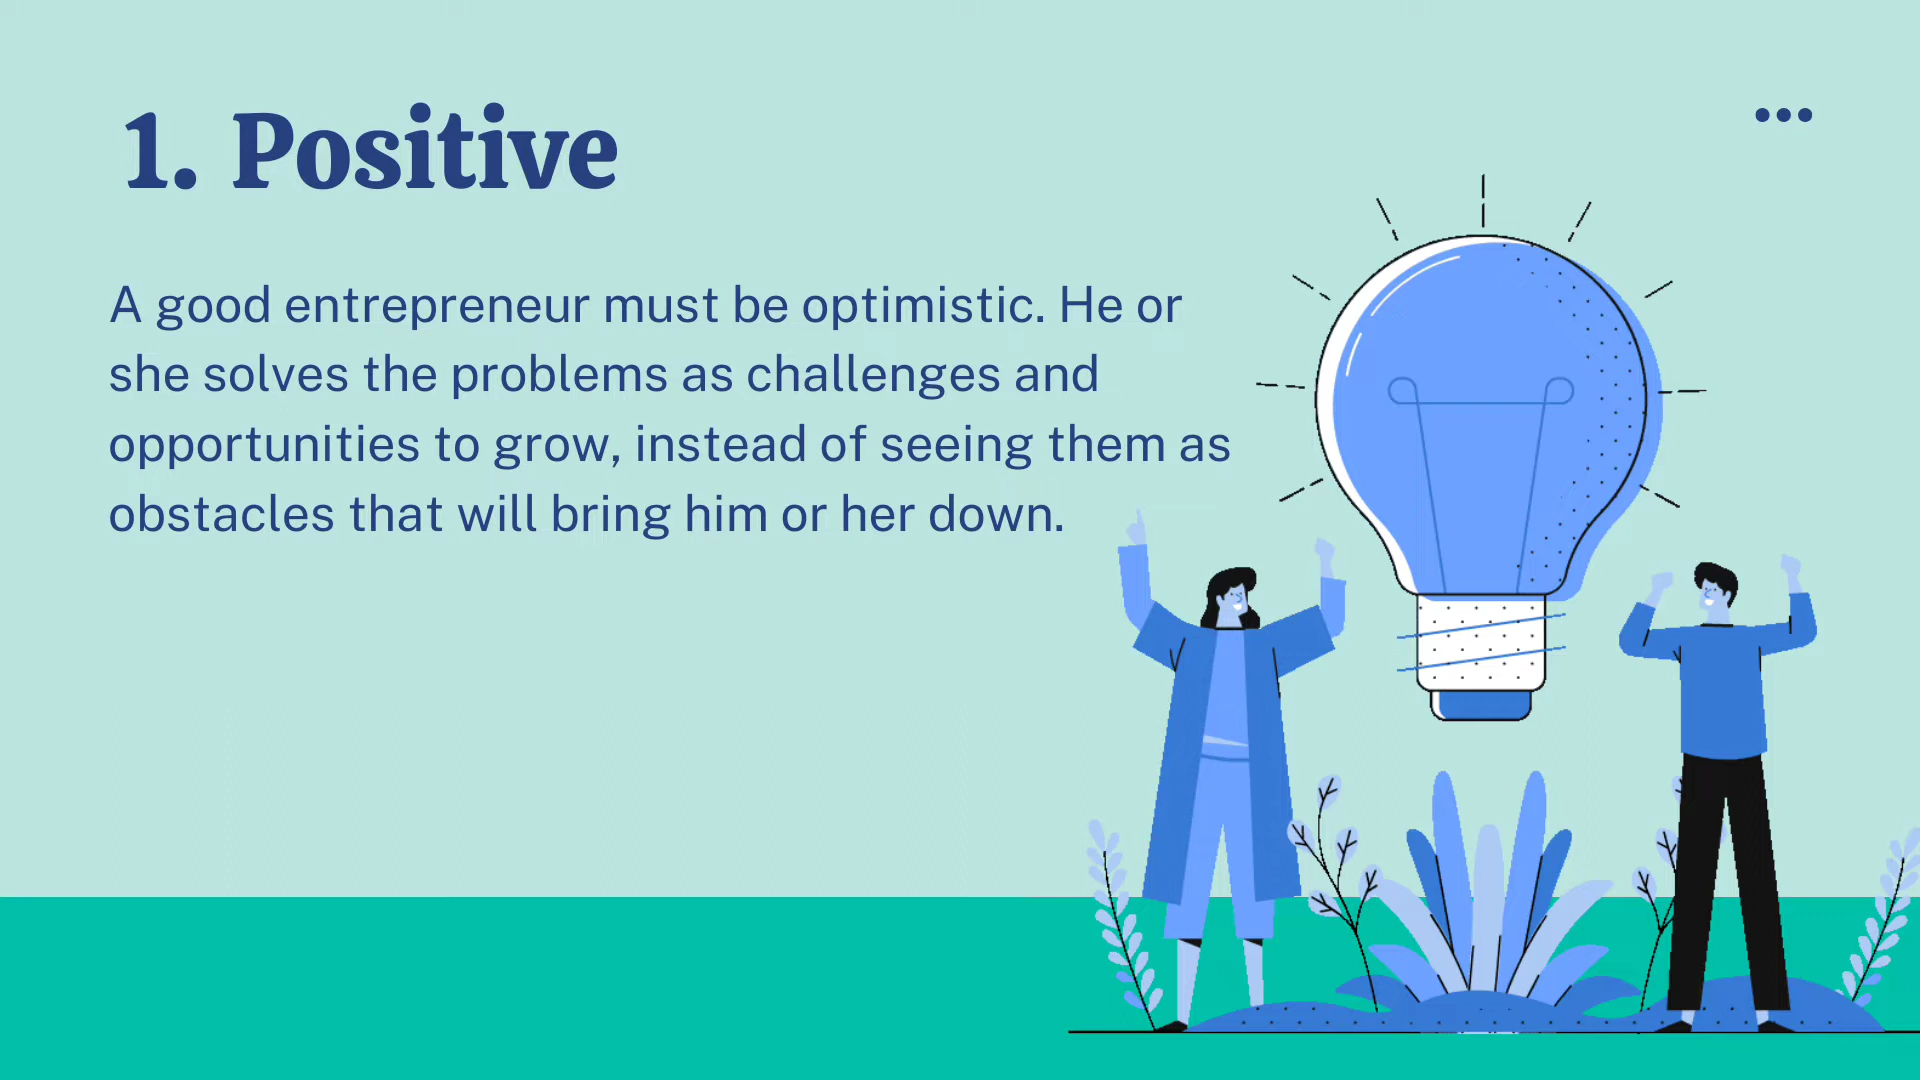 1. Positive
A good entrepreneur must be optimistic. He or
she solves the problems as challenges and
opportunities to grow, instead of seeing them as
obstacles that will bring him or her down.